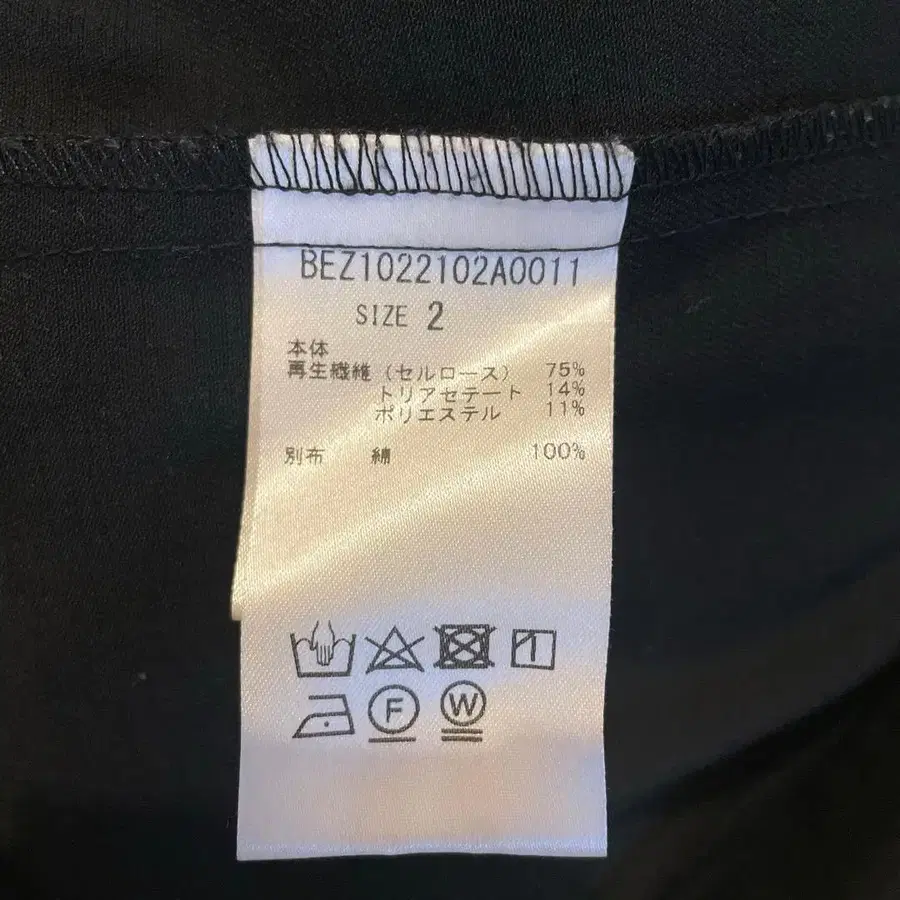 BEZ1022102A0011
SIZE 2
本体
再生繊維 (セルロース) 75%
トリアセテート 14%
ポリエステル 11%
別布 綿 100%
F W